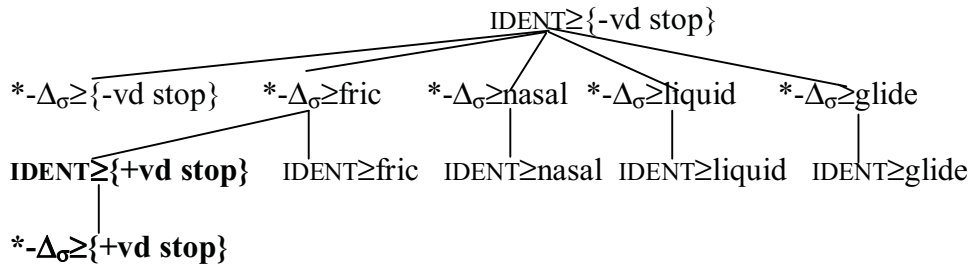 IDENT≥{-vd stop}
*-Δσ≥{-vd stop} *-Δσ≥fric *-Δσ≥nasal *-Δσ≥liquid *-Δσ≥glide
IDENT≥{+vd stop} IDENT≥fric IDENT≥nasal IDENT≥liquid IDENT≥glide
*-Δσ≥{+vd stop}